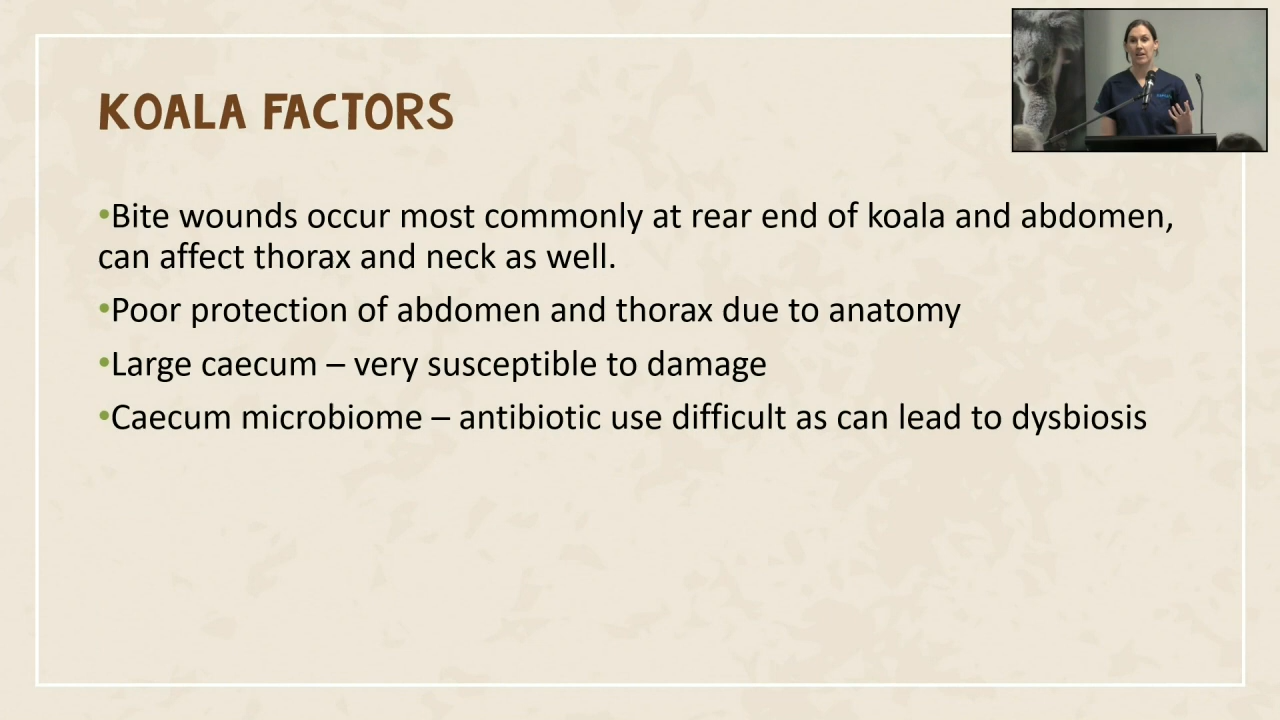 KOALA FACTORS
•Bite wounds occur most commonly at rear end of koala and abdomen,
can affect thorax and neck as well.
•Poor protection of abdomen and thorax due to anatomy
•Large caecum – very susceptible to damage
•Caecum microbiome – antibiotic use difficult as can lead to dysbiosis